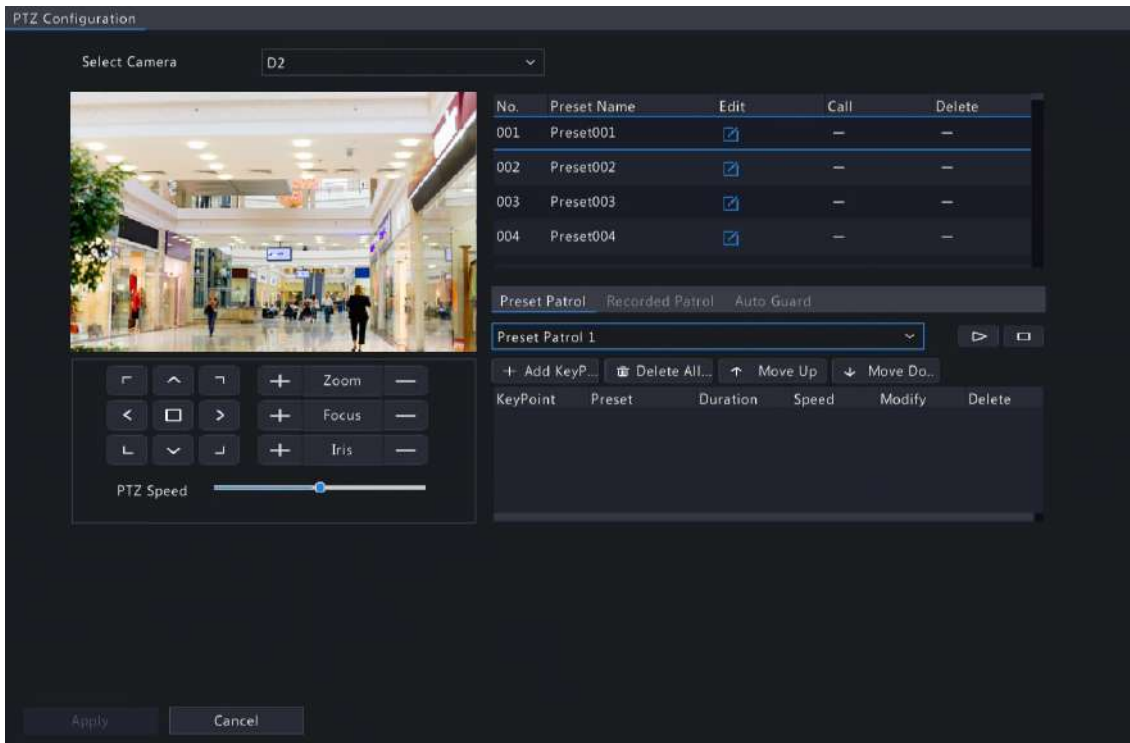 PTZ Configuration
Select Camera
D2
No. Preset Name Edit Call Delete
001 Preset001 — —
002 Preset002 — —
003 Preset003 — —
004 Preset004 — —
Preset Patrol Recorded Patrol Auto Guard
Preset Patrol 1
Add KeyP... Delete All... Move Up Move Do..
KeyPoint Preset Duration Speed Modify Delete
Zoom
Focus
Iris
PTZ Speed
Apply Cancel